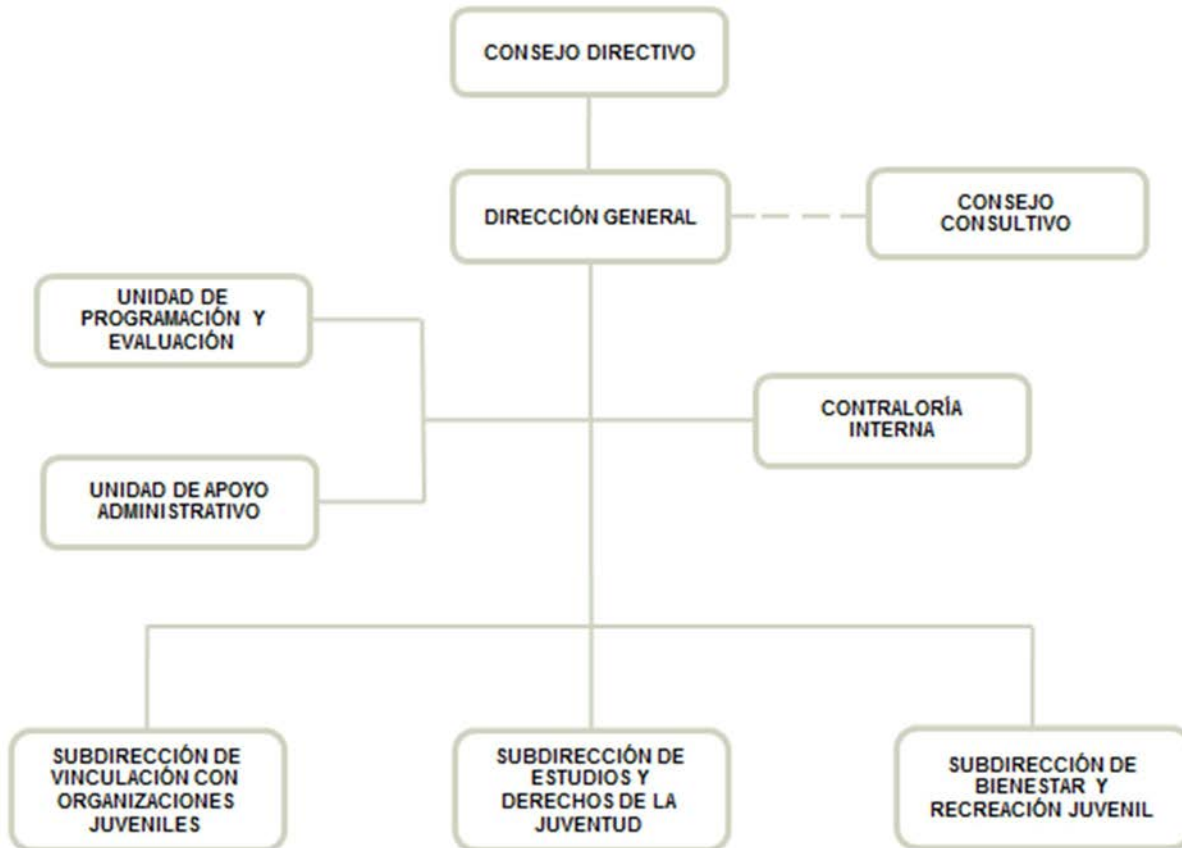 CONSEJO DIRECTIVO
DIRECCIÓN GENERAL
CONSEJO
CONSULTIVO
UNIDAD DE
PROGRAMACIÓN Y
EVALUACIÓN
CONTRALORÍA
INTERNA
UNIDAD DE APOYO
ADMINISTRATIVO
SUBDIRECCIÓN DE
VINCULACIÓN CON
ORGANIZACIONES
JUVENILES
SUBDIRECCIÓN DE
ESTUDIOS Y
DERECHOS DE LA
JUVENTUD
SUBDIRECCIÓN DE
BIENESTAR Y
RECREACIÓN JUVENIL